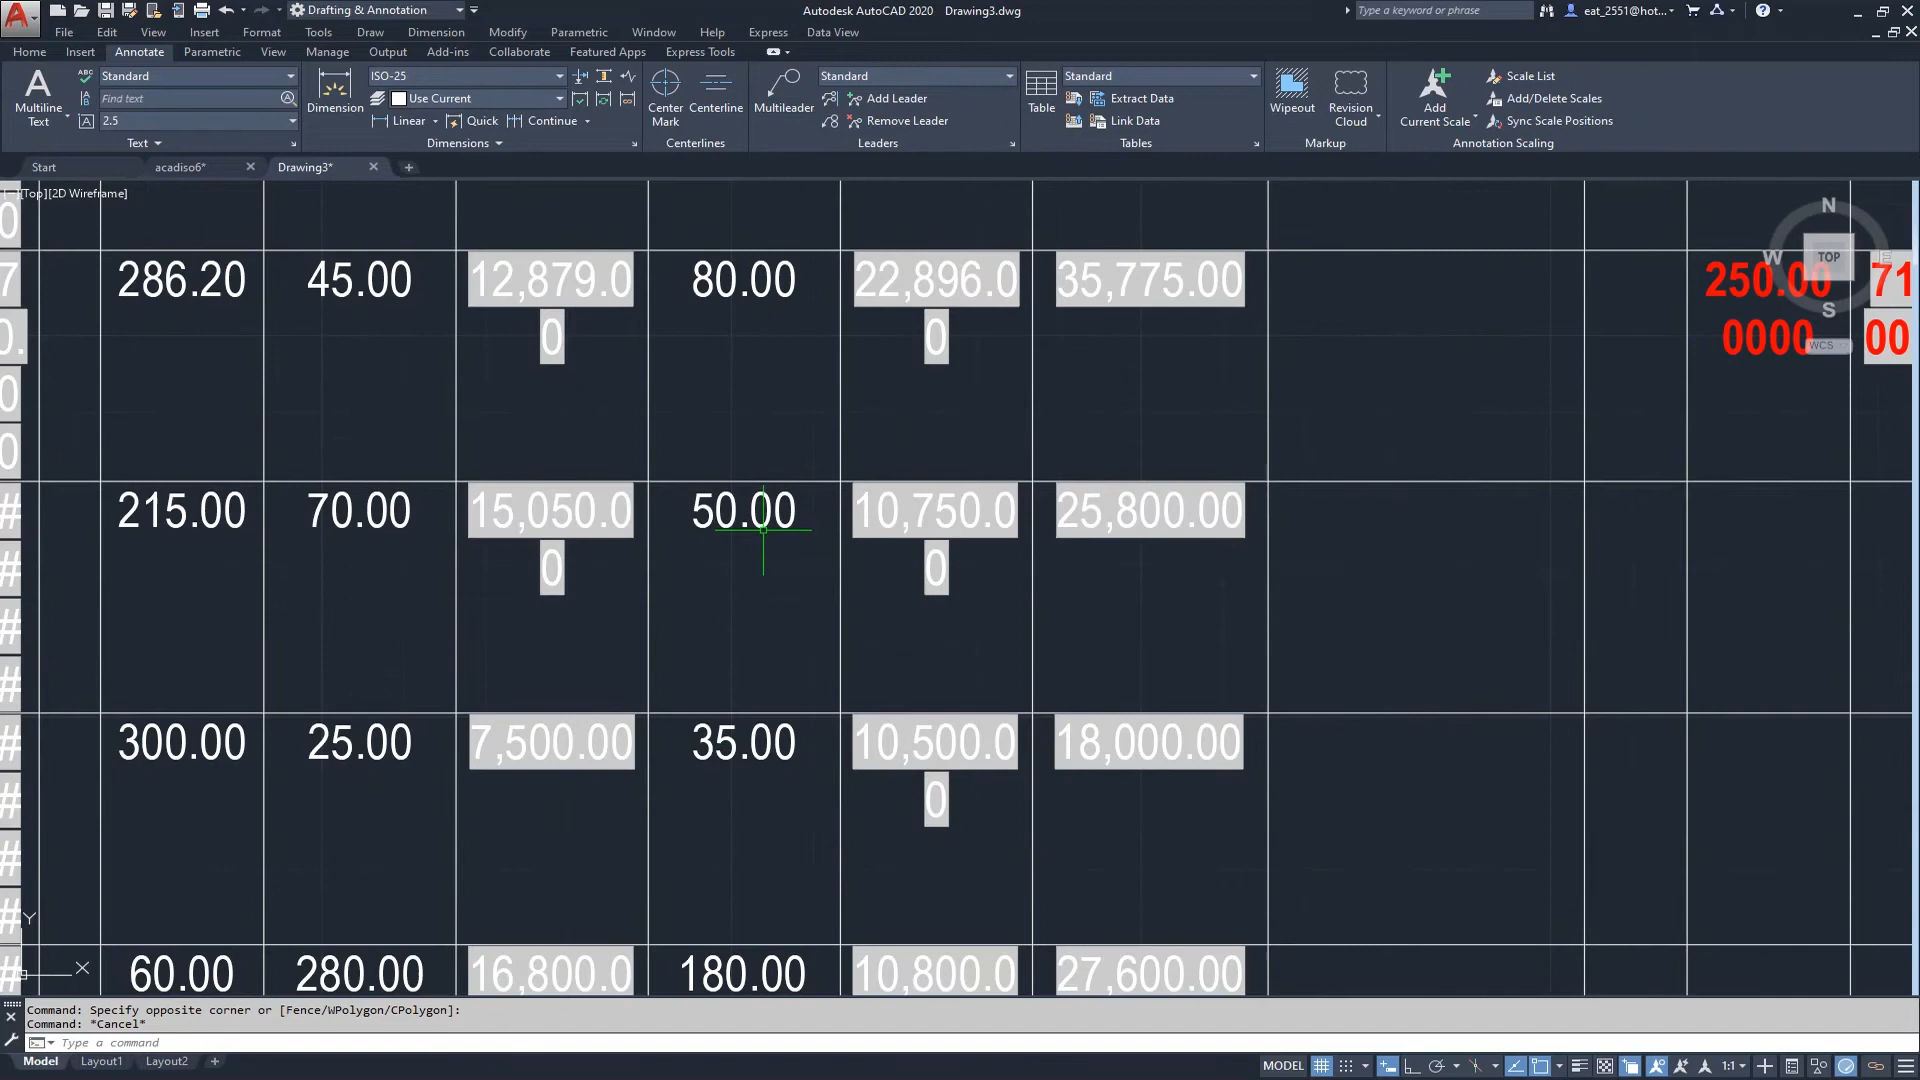 Drafting & Annotation
Autodesk AutoCAD 2020 Drawing3.dwg
Type a keyword or phrase
eat_2551@hot...
File Edit View Insert Format Tools Draw Dimension Modify Parametric Window Help Express Data View
Home Insert Annotate Parametric View Manage Output Add-ins Collaborate Featured Apps Express Tools
Multiline Text
Standard
Find text
2.5
Text
Dimension
ISO-25
Use Current
Linear Quick Continue
Dimensions
Center Mark
Centerline
Centerlines
Multileader
Standard
Add Leader
Remove Leader
Leaders
Table
Standard
Extract Data
Link Data
Tables
Wipeout
Revision Cloud
Markup
Add Current Scale
Scale List
Add/Delete Scales
Sync Scale Positions
Annotation Scaling
Start acadiso6* Drawing3*
[−][Top][2D Wireframe]
N
W TOP
S
WCS
286.20 45.00 12,879.0 80.00 22,896.0 35,775.00 250.00 71
0 0 0000 00
215.00 70.00 15,050.0 50.00 10,750.0 25,800.00
0 0
300.00 25.00 7,500.00 35.00 10,500.0 18,000.00
0
Y
X 60.00 280.00 16,800.0 180.00 10,800.0 27,600.00
Command: Specify opposite corner or [Fence/WPolygon/CPolygon]:
Command: *Cancel*
Type a command
Model Layout1 Layout2
MODEL 1:1